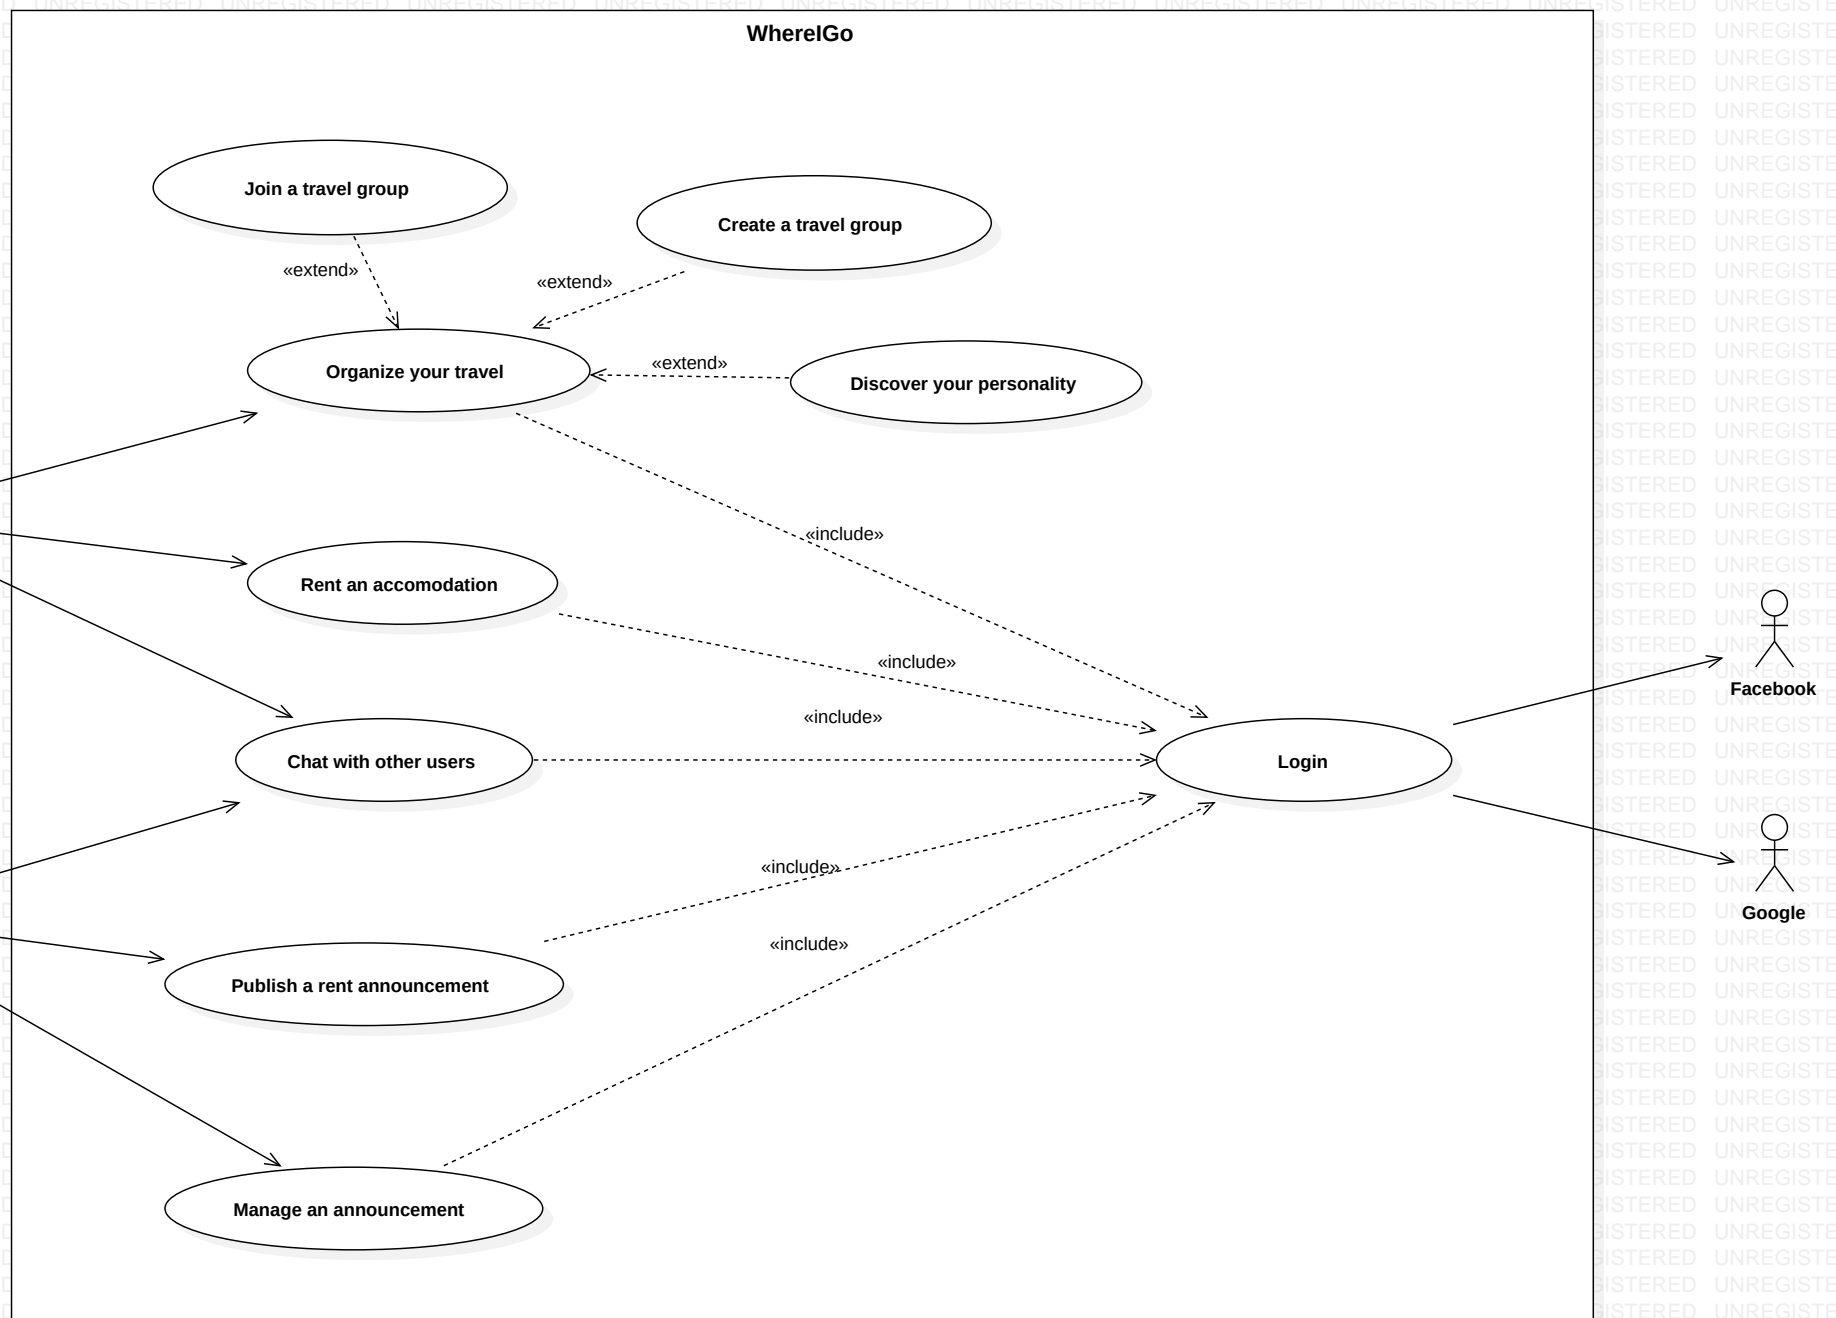 WhereIGo
Join a travel group
Create a travel group
«extend»
«extend»
Organize your travel
«extend»
Discover your personality
«include»
Rent an accomodation
«include»
Facebook
«include»
Chat with other users
Login
«include»
Google
«include»
Publish a rent announcement
Manage an announcement
UNREGISTERED